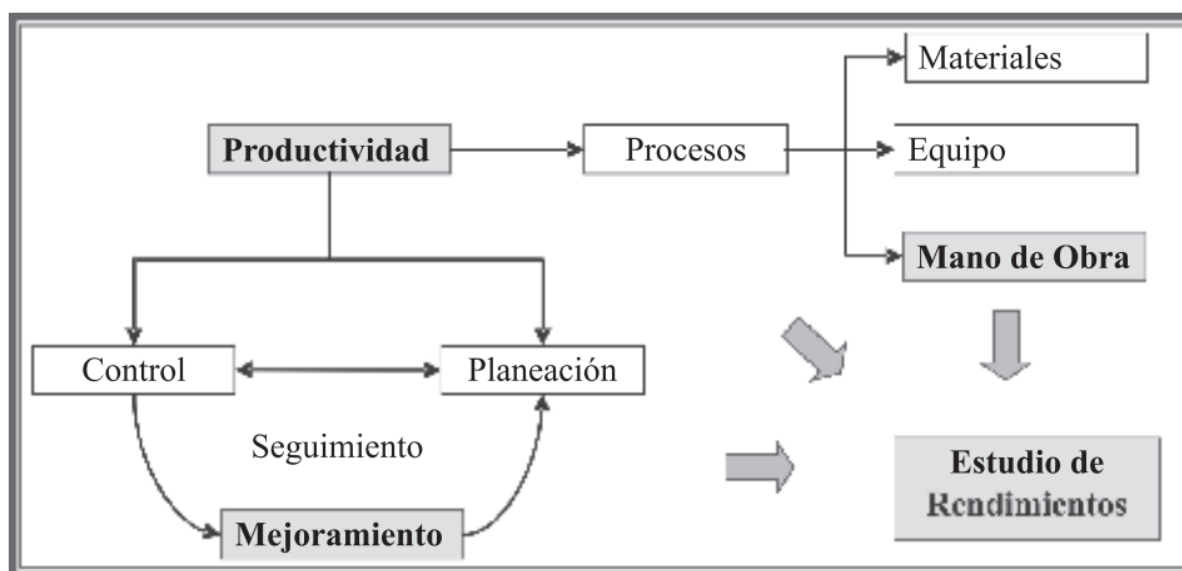 Materiales
Productividad
Procesos
Equipo
Mano de Obra
Control
Planeación
Seguimiento
Mejoramiento
Estudio de
Rendimientos